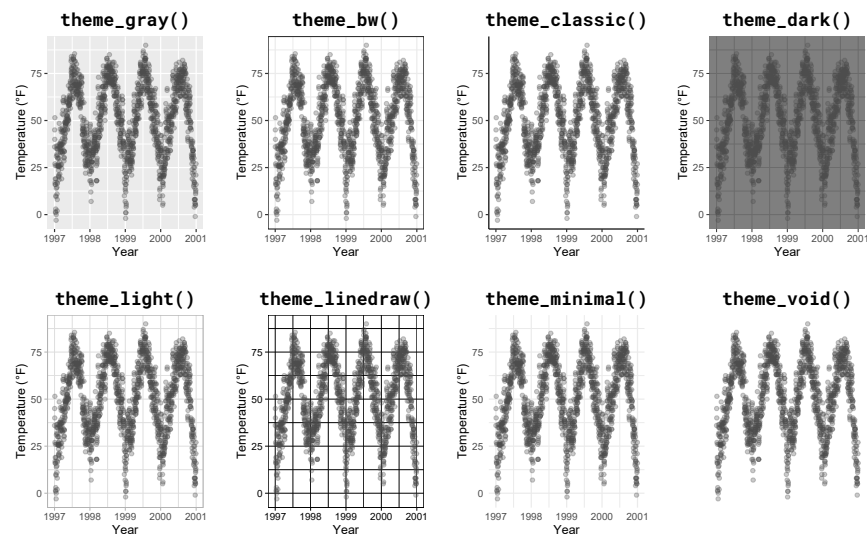 theme_gray() theme_bw() theme_classic() theme_dark()
Temperature (°F)
75
50
25
0
1997 1998 1999 2000 2001
Year
Temperature (°F)
75
50
25
0
1997 1998 1999 2000 2001
Year
Temperature (°F)
75
50
25
0
1997 1998 1999 2000 2001
Year
Temperature (°F)
75
50
25
0
1997 1998 1999 2000 2001
Year
theme_light() theme_linedraw() theme_minimal() theme_void()
Temperature (°F)
75
50
25
0
1997 1998 1999 2000 2001
Year
Temperature (°F)
75
50
25
0
1997 1998 1999 2000 2001
Year
Temperature (°F)
75
50
25
0
1997 1998 1999 2000 2001
Year